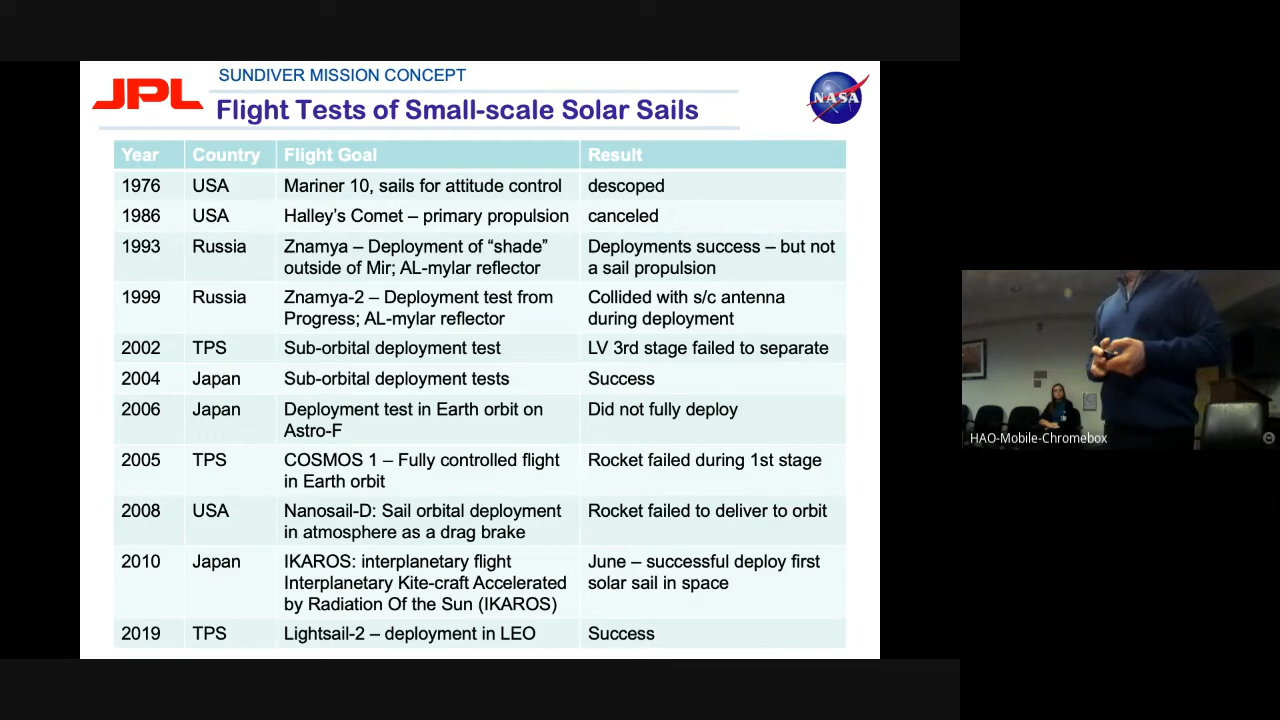 SUNDIVER MISSION CONCEPT
JPL
Flight Tests of Small-scale Solar Sails
NASA
Year Country Flight Goal Result
1976 USA Mariner 10, sails for attitude control descoped
1986 USA Halley's Comet – primary propulsion canceled
1993 Russia Znamya – Deployment of “shade” Deployments success – but not
outside of Mir; AL-mylar reflector a sail propulsion
1999 Russia Znamya-2 – Deployment test from Collided with s/c antenna
Progress; AL-mylar reflector during deployment
2002 TPS Sub-orbital deployment test LV 3rd stage failed to separate
2004 Japan Sub-orbital deployment tests Success
2006 Japan Deployment test in Earth orbit on Did not fully deploy
Astro-F
2005 TPS COSMOS 1 – Fully controlled flight Rocket failed during 1st stage
in Earth orbit
2008 USA Nanosail-D: Sail orbital deployment Rocket failed to deliver to orbit
in atmosphere as a drag brake
2010 Japan IKAROS: interplanetary flight June – successful deploy first
Interplanetary Kite-craft Accelerated solar sail in space
by Radiation Of the Sun (IKAROS)
2019 TPS Lightsail-2 – deployment in LEO Success
HAO-Mobile-Chromebox